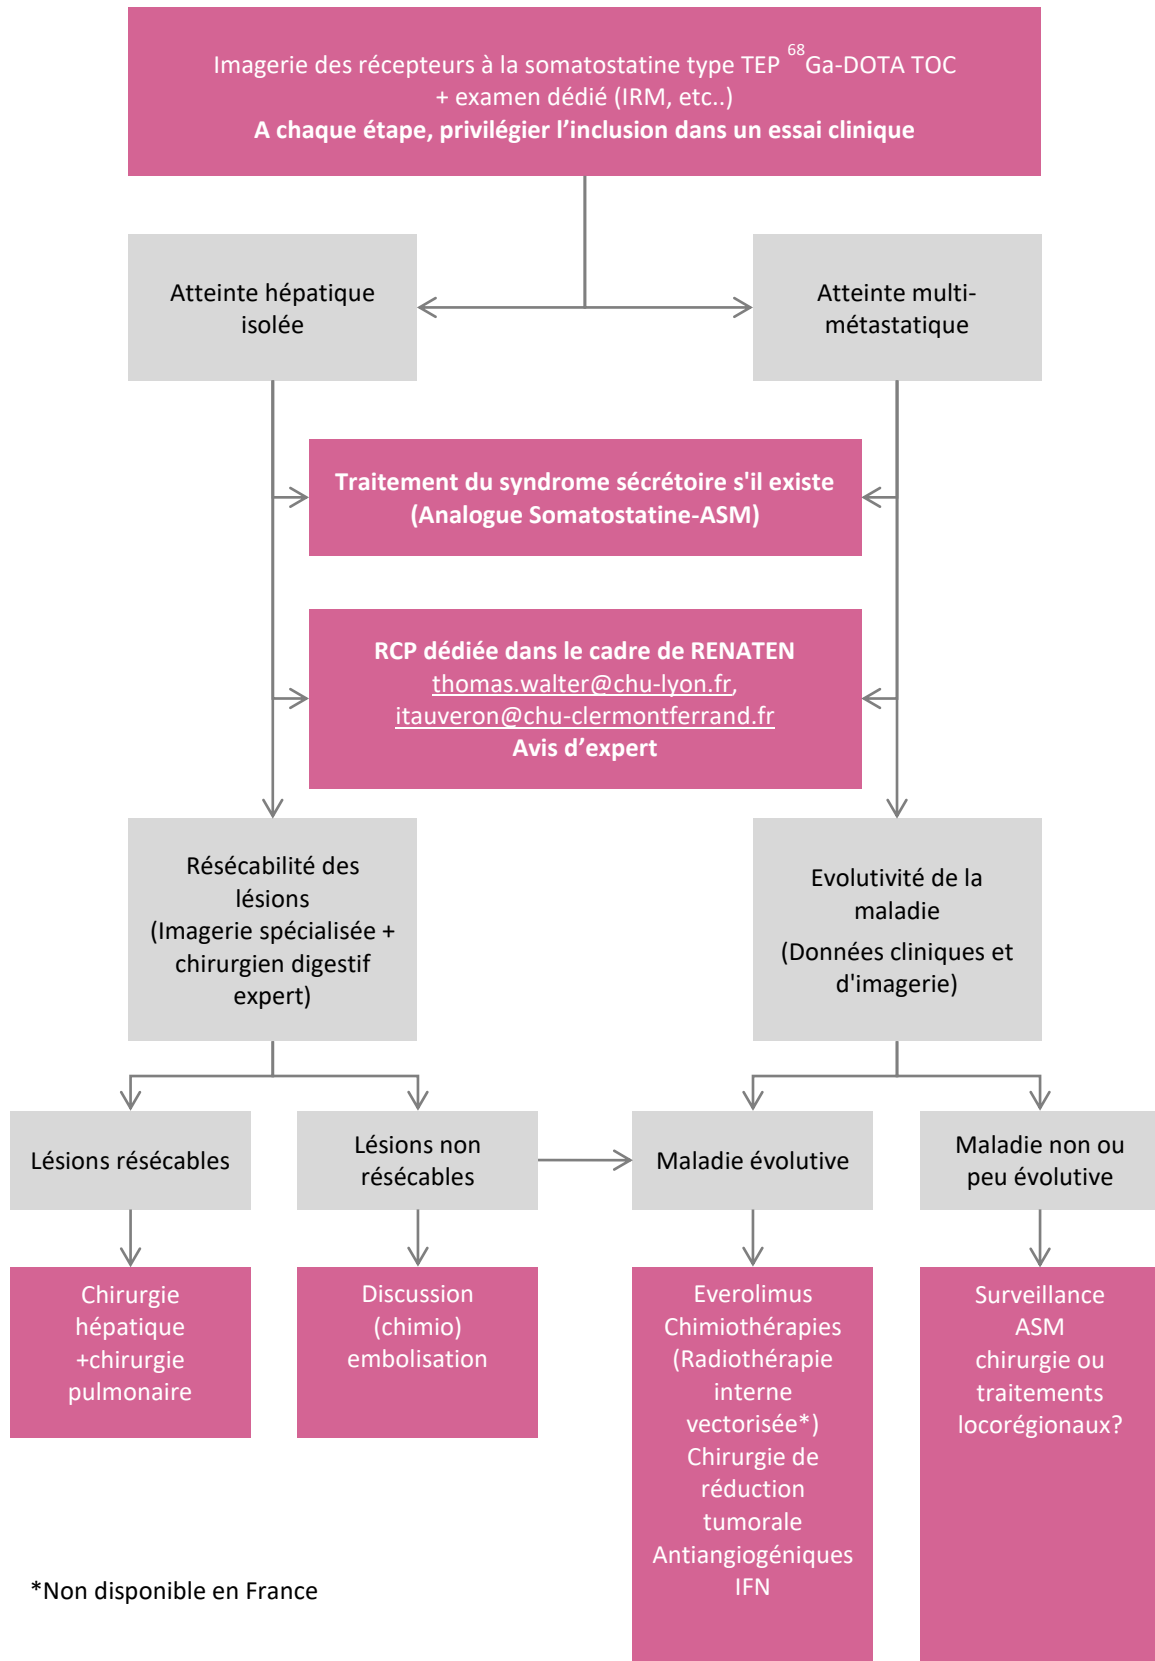 Imagerie des récepteurs à la somatostatine type TEP 68Ga-DOTA TOC
+ examen dédié (IRM, etc..)
A chaque étape, privilégier l'inclusion dans un essai clinique
Atteinte hépatique
isolée
Atteinte multi-
métastatique
Traitement du syndrome sécrétoire s'il existe
(Analogue Somatostatine-ASM)
RCP dédiée dans le cadre de RENATEN
thomas.walter@chu-lyon.fr,
itauveron@chu-clermontferrand.fr
Avis d'expert
Résécabilité des
lésions
(Imagerie spécialisée +
chirurgien digestif
expert)
Evolutivité de la
maladie
(Données cliniques et
d'imagerie)
Lésions résécables
Lésions non
résécables
Maladie évolutive
Maladie non ou
peu évolutive
Chirurgie
hépatique
+chirurgie
pulmonaire
Discussion
(chimio)
embolisation
Everolimus
Chimiothérapies
(Radiothérapie
interne
vectorisée*)
Chirurgie de
réduction
tumorale
Antiangiogéniques
IFN
Surveillance
ASM
chirurgie ou
traitements
locorégionaux?
*Non disponible en France